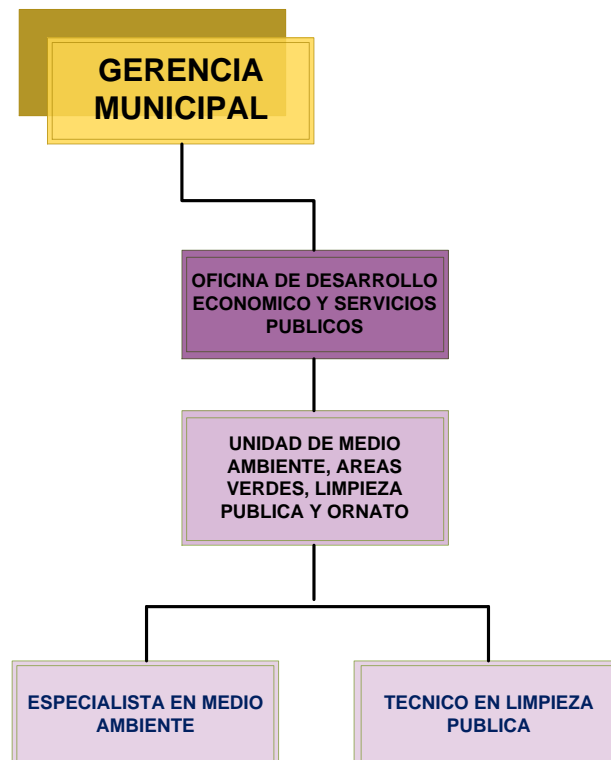 GERENCIA
MUNICIPAL
OFICINA DE DESARROLLO
ECONOMICO Y SERVICIOS
PUBLICOS
UNIDAD DE MEDIO
AMBIENTE, AREAS
VERDES, LIMPIEZA
PUBLICA Y ORNATO
ESPECIALISTA EN MEDIO
AMBIENTE
TECNICO EN LIMPIEZA
PUBLICA